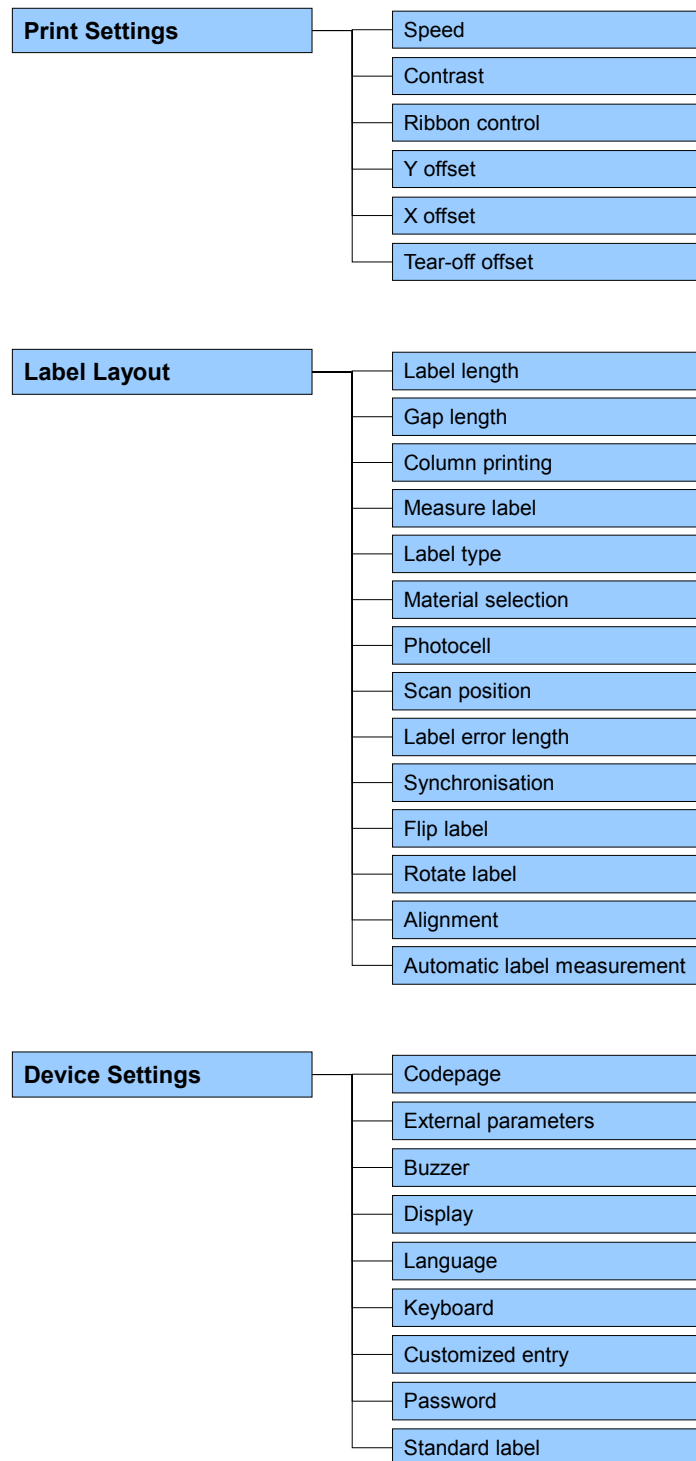 Print Settings
Speed
Contrast
Ribbon control
Y offset
X offset
Tear-off offset
Label Layout
Label length
Gap length
Column printing
Measure label
Label type
Material selection
Photocell
Scan position
Label error length
Synchronisation
Flip label
Rotate label
Alignment
Automatic label measurement
Device Settings
Codepage
External parameters
Buzzer
Display
Language
Keyboard
Customized entry
Password
Standard label